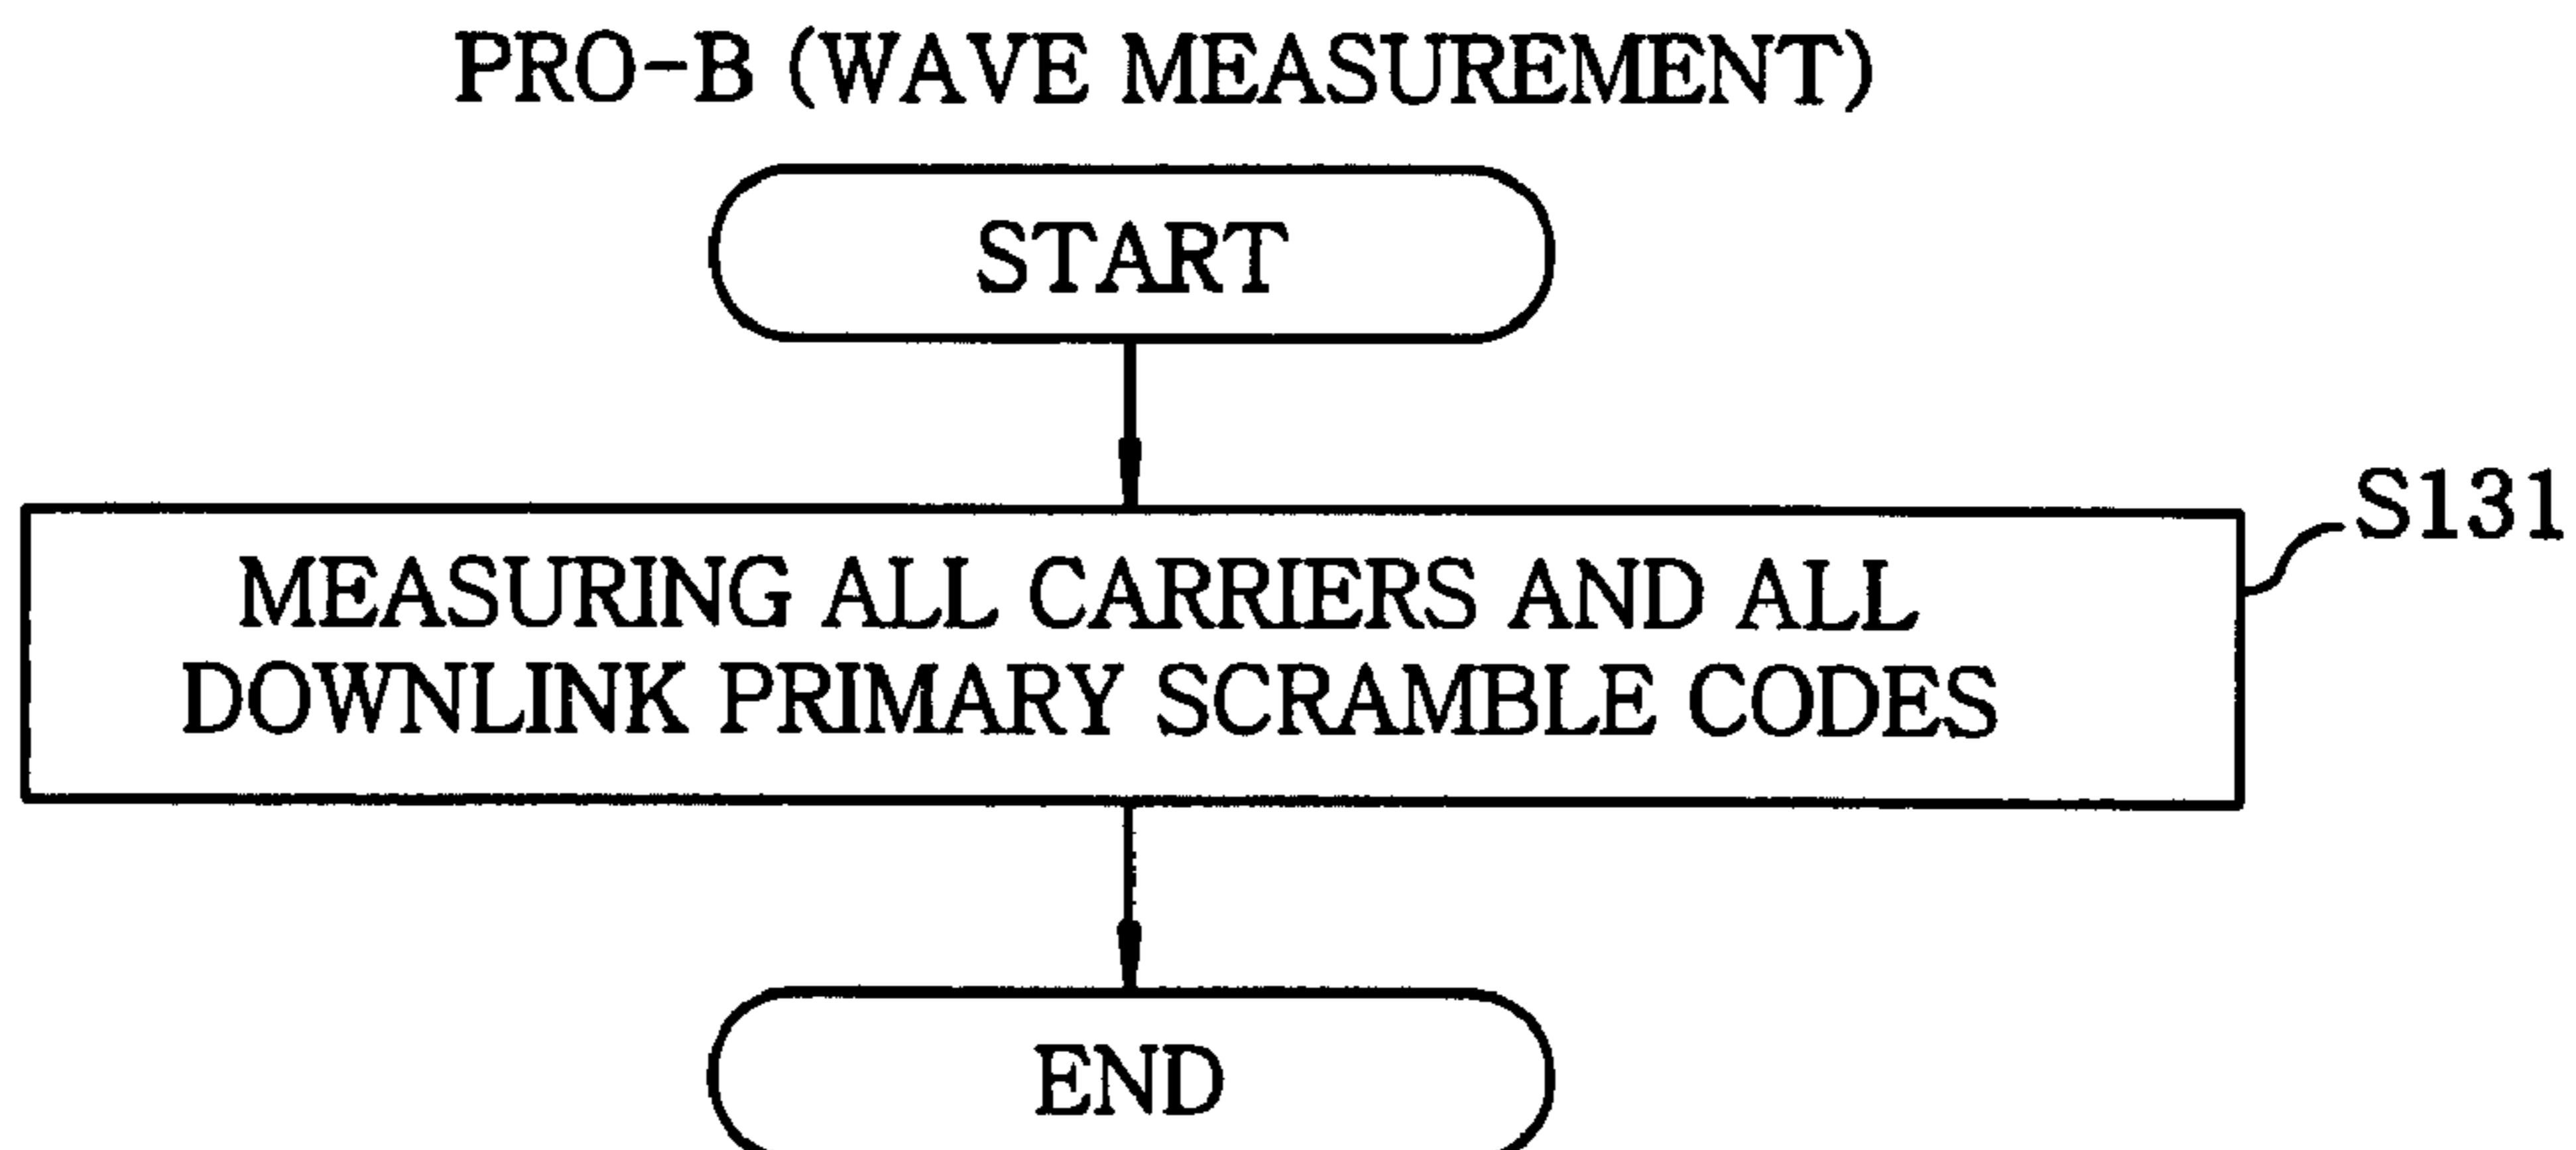 PRO-B (WAVE MEASUREMENT)
START
S131
MEASURING ALL CARRIERS AND ALL
DOWNLINK PRIMARY SCRAMBLE CODES
END